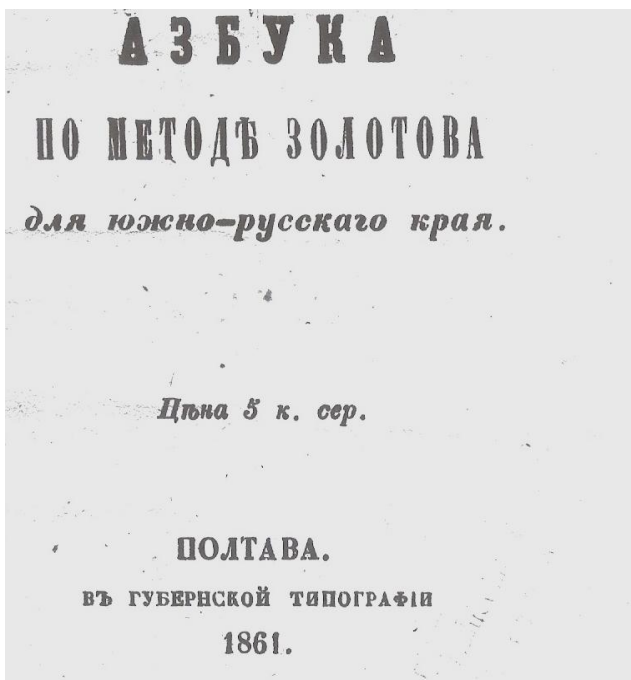 АЗБУКА
ПО МЕТОДѢ ЗОЛОТОВА
для южно-русскаго края.
Цѣна 5 к. сер.
ПОЛТАВА.
ВЪ ГУБЕРНСКОЙ ТИПОГРАФІИ
1861.